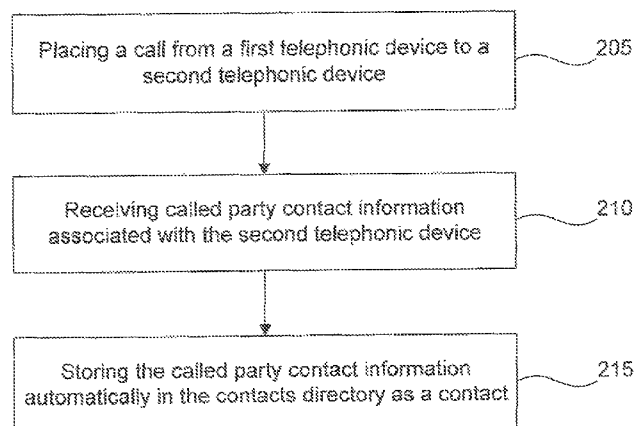 Placing a call from a first telephonic device to a
second telephonic device
205
Receiving called party contact information
associated with the second telephonic device
210
Storing the called party contact information
automatically in the contacts directory as a contact
215